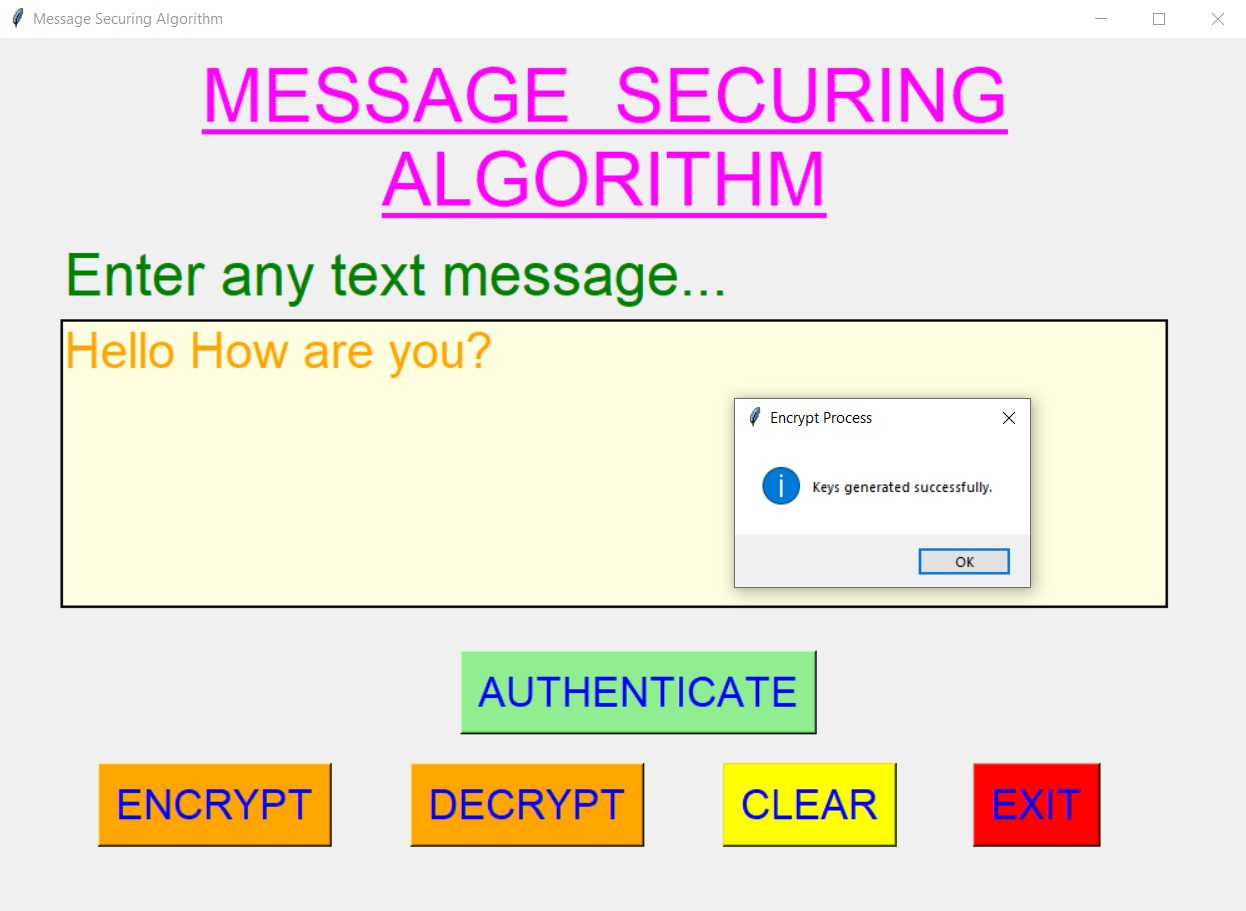 Message Securing Algorithm
MESSAGE SECURING
ALGORITHM
Enter any text message...
Hello How are you?
Encrypt Process
Keys generated successfully.
OK
AUTHENTICATE
ENCRYPT
DECRYPT
CLEAR
EXIT